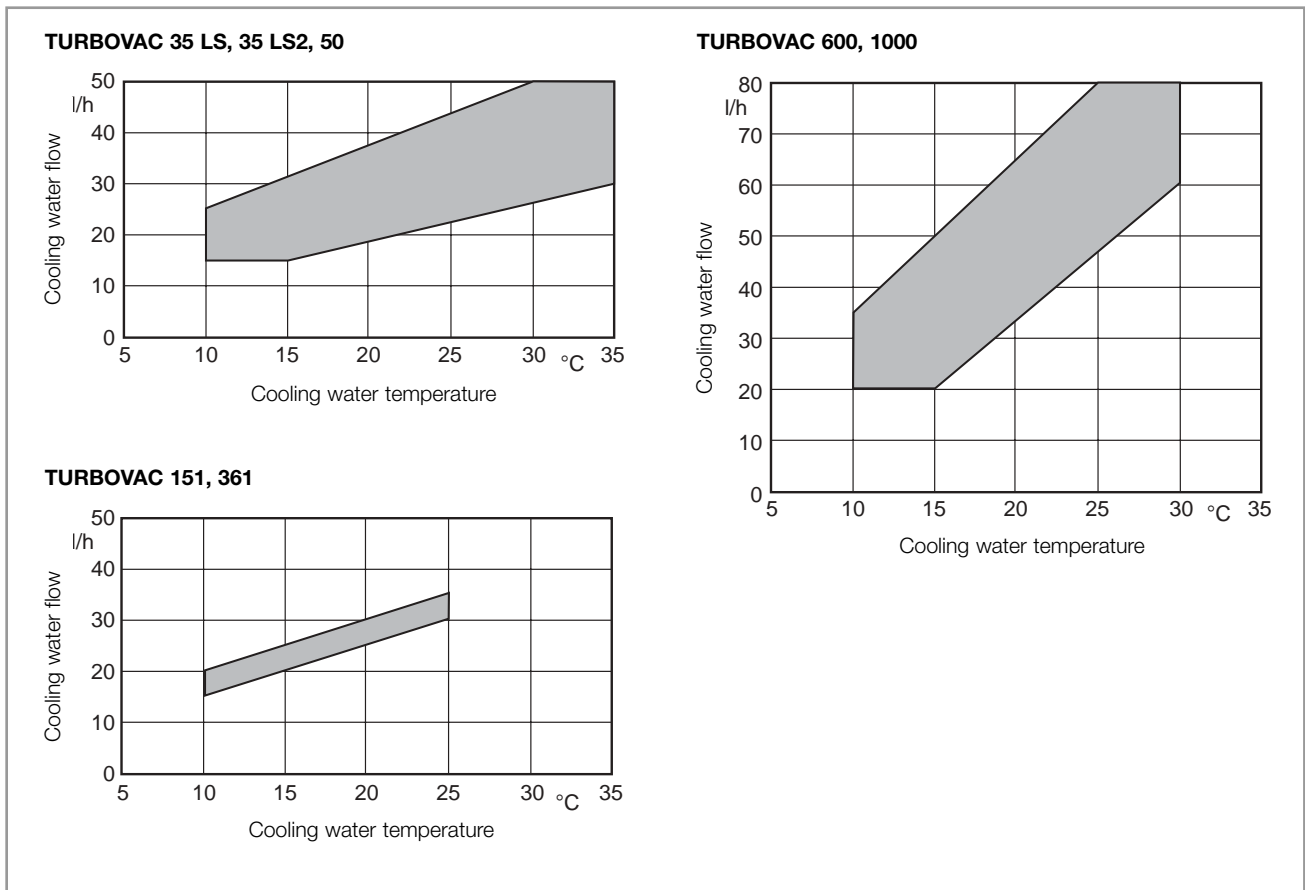 TURBOVAC 35 LS, 35 LS2, 50
50
l/h
40
30
20
10
0
Cooling water flow
5 10 15 20 25 30 °C 35
Cooling water temperature
TURBOVAC 151, 361
50
l/h
40
30
20
10
0
Cooling water flow
5 10 15 20 25 30 °C 35
Cooling water temperature
TURBOVAC 600, 1000
80
l/h
70
60
50
40
30
20
10
0
Cooling water flow
5 10 15 20 25 30 °C 35
Cooling water temperature